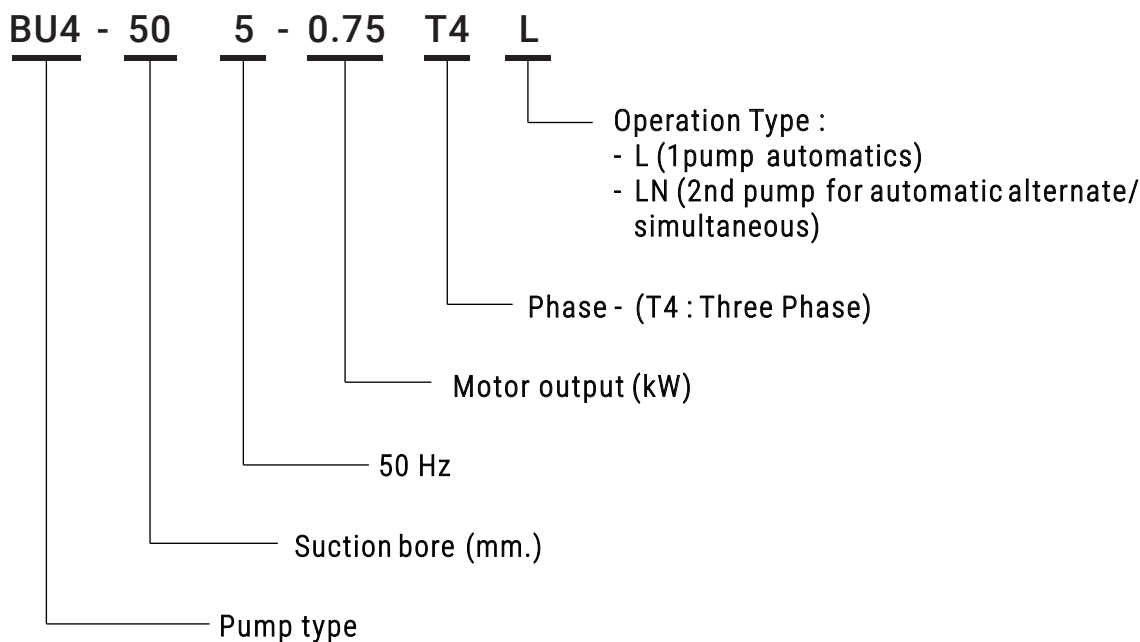 BU4 - 50 5 - 0.75 T4 L
Operation Type :
- L (1pump automatics)
- LN (2nd pump for automatic alternate/
simultaneous)
Phase - (T4 : Three Phase)
Motor output (kW)
50 Hz
Suction bore (mm.)
Pump type